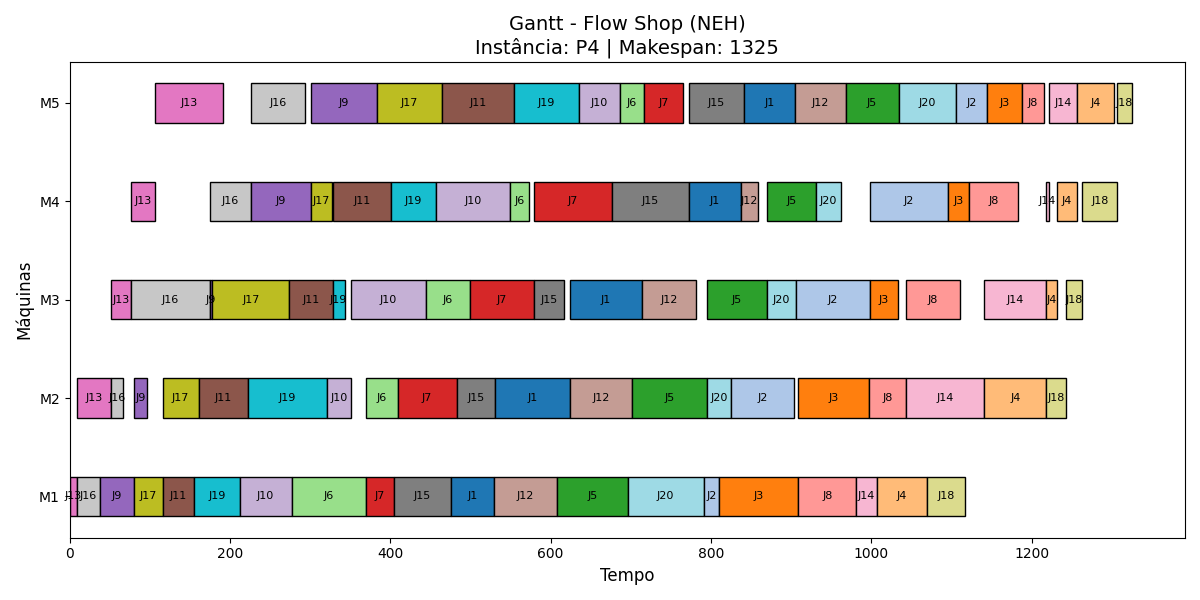 Gantt - Flow Shop (NEH)
Instância: P4 | Makespan: 1325
Máquinas
M5 J13 J16 J9 J17 J11 J19 J10 J6 J7 J15 J1 J12 J5 J20 J2 J3 J8 J14 J4 J18
M4 J13 J16 J9 J17 J11 J19 J10 J6 J7 J15 J1 J12 J5 J20 J2 J3 J8 J14 J4 J18
M3 J13 J16 J9 J17 J11 J19 J10 J6 J7 J15 J1 J12 J5 J20 J2 J3 J8 J14 J4 J18
M2 J13 J16 J9 J17 J11 J19 J10 J6 J7 J15 J1 J12 J5 J20 J2 J3 J8 J14 J4 J18
M1 J13 J16 J9 J17 J11 J19 J10 J6 J7 J15 J1 J12 J5 J20 J2 J3 J8 J14 J4 J18
0 200 400 600 800 1000 1200
Tempo